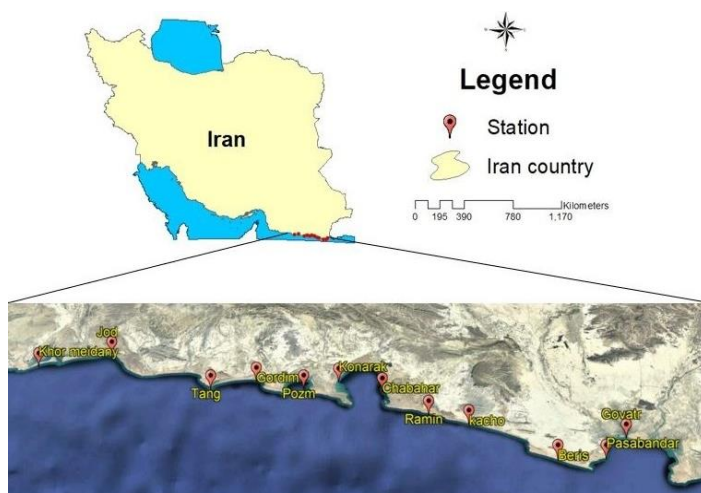 Legend
Iran
Station
Iran country
0 195 390 780 1,170
Kilometers
Jod
Khor meidany
Konarak
Gordim
Tang
Pozm
Chabahar
Ramin
kacho
Govatr
Beris
Pasabandar